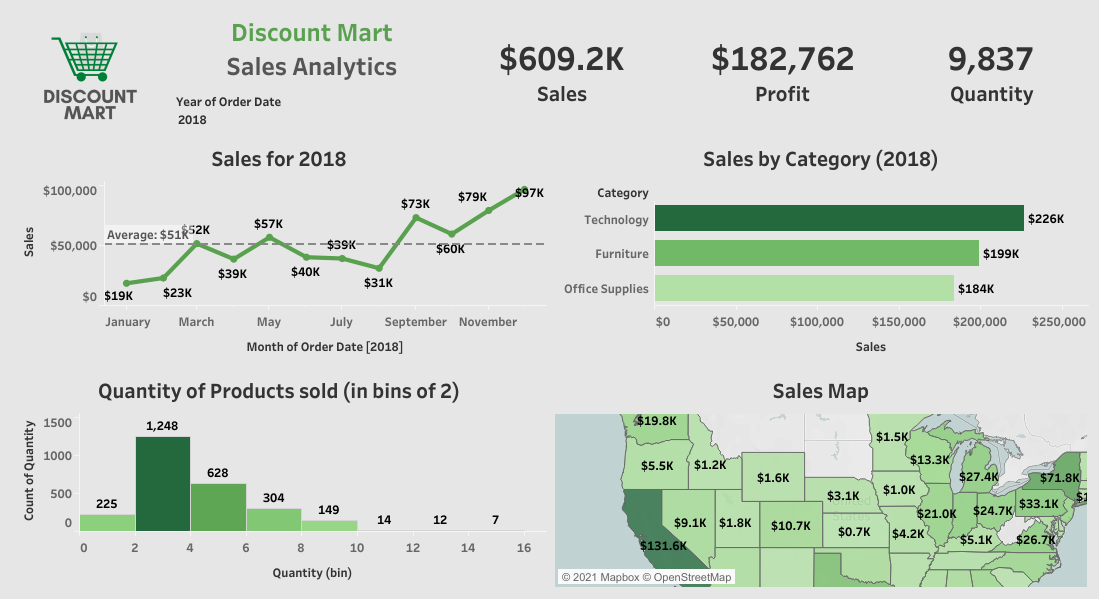 DISCOUNT
MART
Discount Mart
Sales Analytics
Year of Order Date
2018
$609.2K
Sales
$182,762
Profit
9,837
Quantity
Sales for 2018
Sales
$100,000
$50,000
$0
Average: $51K
$19K
$23K
$52K
$39K
$57K
$40K
$39K
$31K
$73K
$60K
$79K
$97K
January March May July September November
Month of Order Date [2018]
Sales by Category (2018)
Category
Technology $226K
Furniture $199K
Office Supplies $184K
$0 $50,000 $100,000 $150,000 $200,000 $250,000
Sales
Quantity of Products sold (in bins of 2)
Count of Quantity
1500
1000
500
0
225 1,248 628 304 149 14 12 7
0 2 4 6 8 10 12 14 16
Quantity (bin)
Sales Map
$19.8K
$5.5K
$1.2K
$1.6K
$1.5K
$13.3K
$27.4K
$71.8K
$3.1K
$1.0K
$21.0K
$24.7K
$33.1K
$9.1K
$1.8K
$10.7K
$0.7K
$4.2K
$5.1K
$26.7K
$131.6K
© 2021 Mapbox © OpenStreetMap